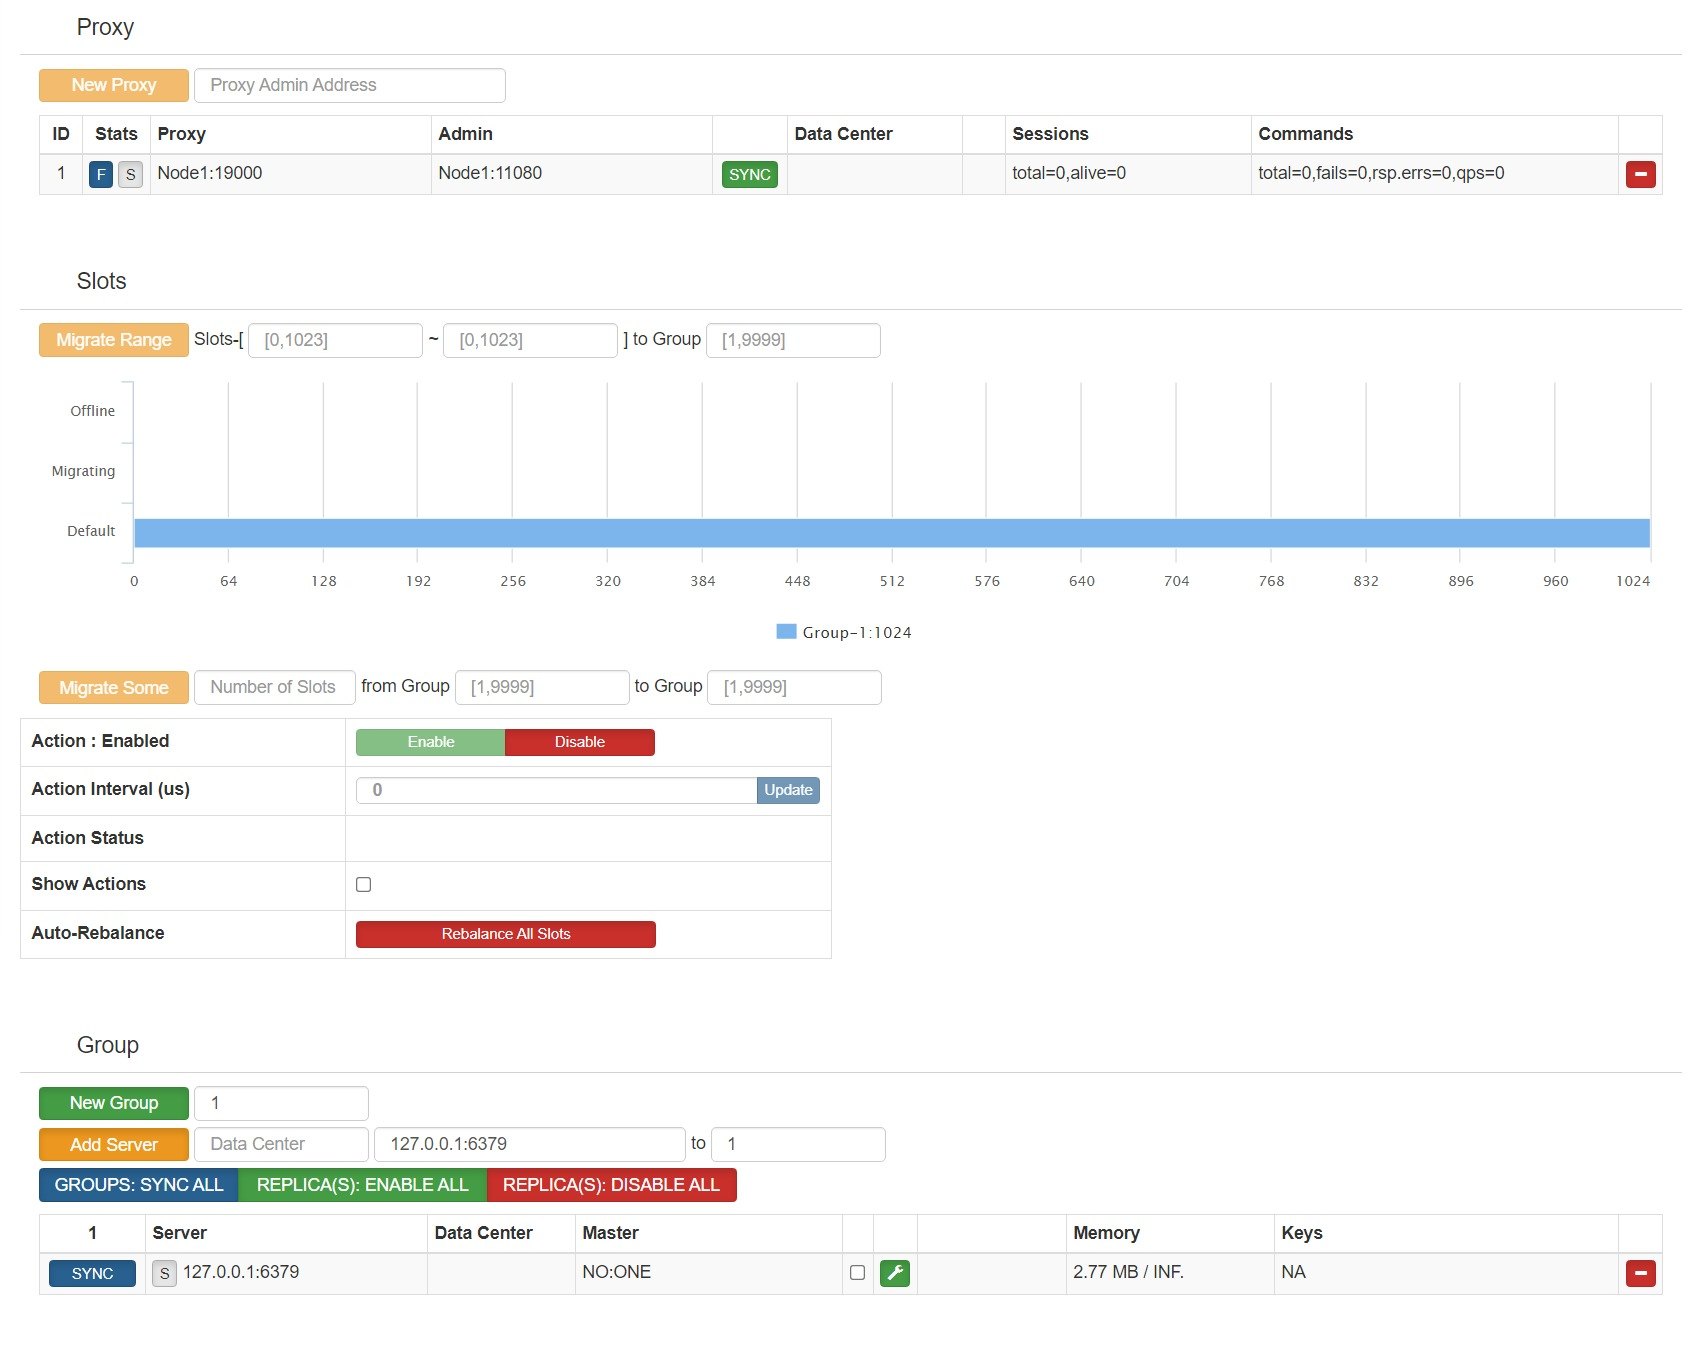 Proxy
New Proxy Proxy Admin Address
ID Stats Proxy Admin Data Center Sessions Commands
1 F S Node1:19000 Node1:11080 SYNC total=0,alive=0 total=0,fails=0,rsp.errs=0,qps=0
Slots
Migrate Range Slots-[ [0,1023] ~ [0,1023] ] to Group [1,9999]
Offline
Migrating
Default
0 64 128 192 256 320 384 448 512 576 640 704 768 832 896 960 1024
Group-1:1024
Migrate Some Number of Slots from Group [1,9999] to Group [1,9999]
Action : Enabled Enable Disable
Action Interval (us) 0 Update
Action Status
Show Actions
Auto-Rebalance Rebalance All Slots
Group
New Group 1
Add Server Data Center 127.0.0.1:6379 to 1
GROUPS: SYNC ALL REPLICA(S): ENABLE ALL REPLICA(S): DISABLE ALL
1 Server Data Center Master Memory Keys
SYNC S 127.0.0.1:6379 NO:ONE 2.77 MB / INF. NA